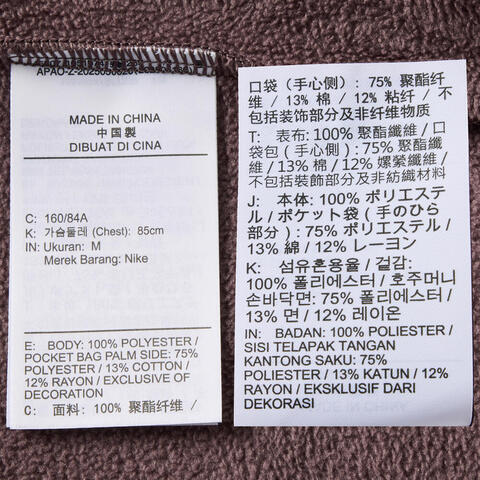 MADE IN CHINA
中國製
DIBUAT DI CINA
C: 160/84A
K: 가슴둘레 (Chest): 85cm
IN: Ukuran: M
Merek Barang: Nike
E: BODY: 100% POLYESTER /
POCKET BAG PALM SIDE: 75%
POLYESTER / 13% COTTON /
12% RAYON / EXCLUSIVE OF
DECORATION
C: 面料: 100% 聚酯纤维 /
口袋（手心侧）: 75% 聚酯纤
维 / 13% 棉 / 12% 粘纤 / 不
包括装饰部分及非纤维物质
T: 表布: 100% 聚酯纖維 / 口
袋包 (手心側) : 75% 聚酯纖
維 / 13% 棉 / 12% 嫘縈纖維 /
不包括裝飾部分及非紡織材料
J: 本体: 100% ポリエステ
ル / ポケット袋 ( 手のひら
部分 ) : 75% ポリエステル /
13% 綿 / 12% レーヨン
K: 섬유혼용율 / 겉감:
100% 폴리에스터 / 호주머니
손바닥면: 75% 폴리에스터
/ 13% 면 / 12% 레이온
IN: BADAN: 100% POLIESTER /
SISI TELAPAK TANGAN
KANTONG SAKU: 75%
POLIESTER / 13% KATUN / 12%
RAYON / EKSKLUSIF DARI
DEKORASI